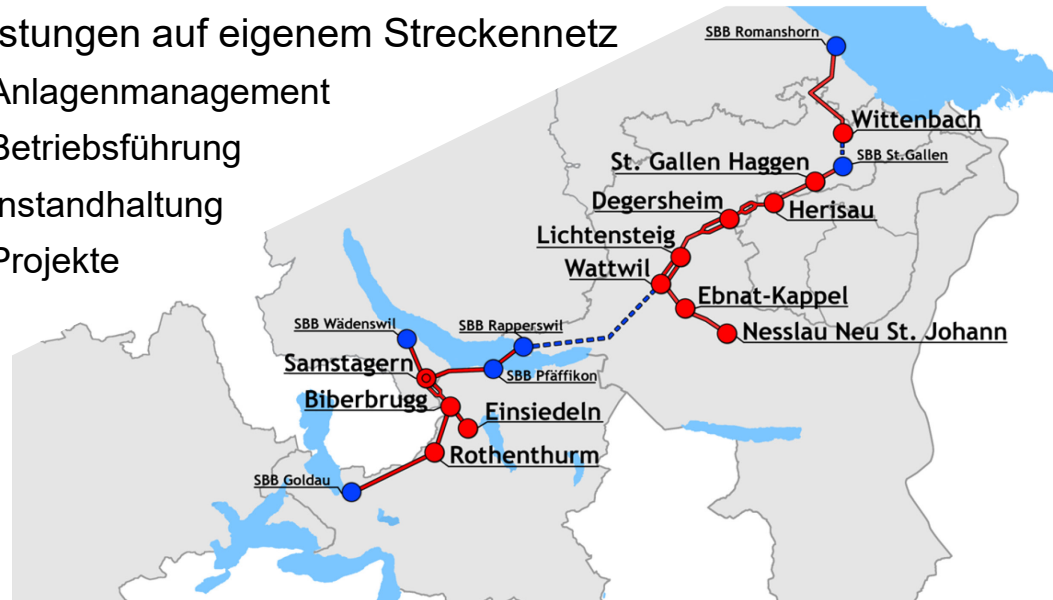 stungen auf eigenem Streckennetz
Anlagenmanagement
Betriebsführung
nstandhaltung
Projekte
SBB Romanshorn
Wittenbach
SBB St.Gallen
St. Gallen Haggen
Degersheim
Herisau
Lichtensteig
Wattwil
Ebnat-Kappel
Nesslau Neu St. Johann
SBB Wädenswil
SBB Rapperswil
Samstagern
SBB Pfäffikon
Biberbrugg
Einsiedeln
Rothenthurm
SBB Goldau